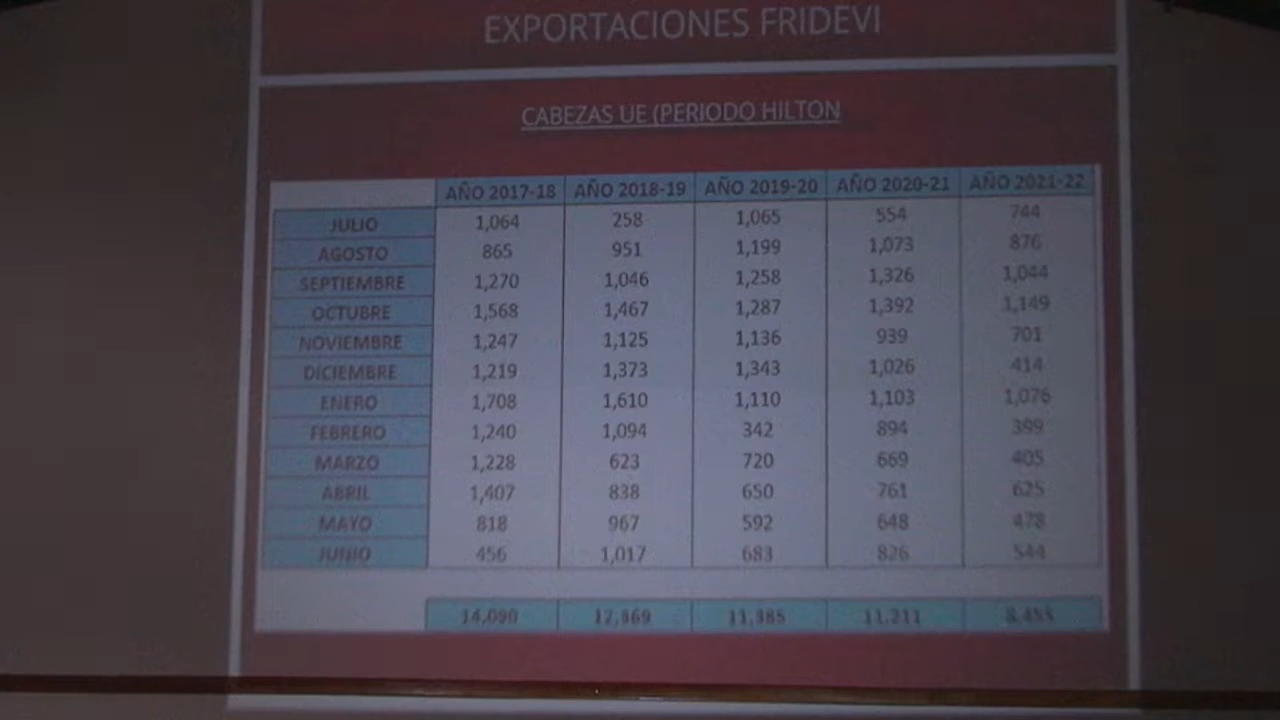 EXPORTACIONES FRIDEVI
CABEZAS UE (PERIODO HILTON
AÑO 2017-18 AÑO 2018-19 AÑO 2019-20 AÑO 2020-21 AÑO 2021-22
JULIO 1,064 258 1,065 554 744
AGOSTO 865 951 1,199 1,073 876
SEPTIEMBRE 1,270 1,046 1,258 1,326 1,044
OCTUBRE 1,568 1,467 1,287 1,392 1,149
NOVIEMBRE 1,247 1,125 1,136 939 701
DICIEMBRE 1,219 1,373 1,343 1,026 414
ENERO 1,708 1,610 1,110 1,103 1,076
FEBRERO 1,240 1,094 342 894 399
MARZO 1,228 623 720 669 405
ABRIL 1,407 838 650 761 625
MAYO 818 967 592 648 478
JUNIO 456 1,017 683 826 544
14,090 12,369 11,385 11,211 8,455